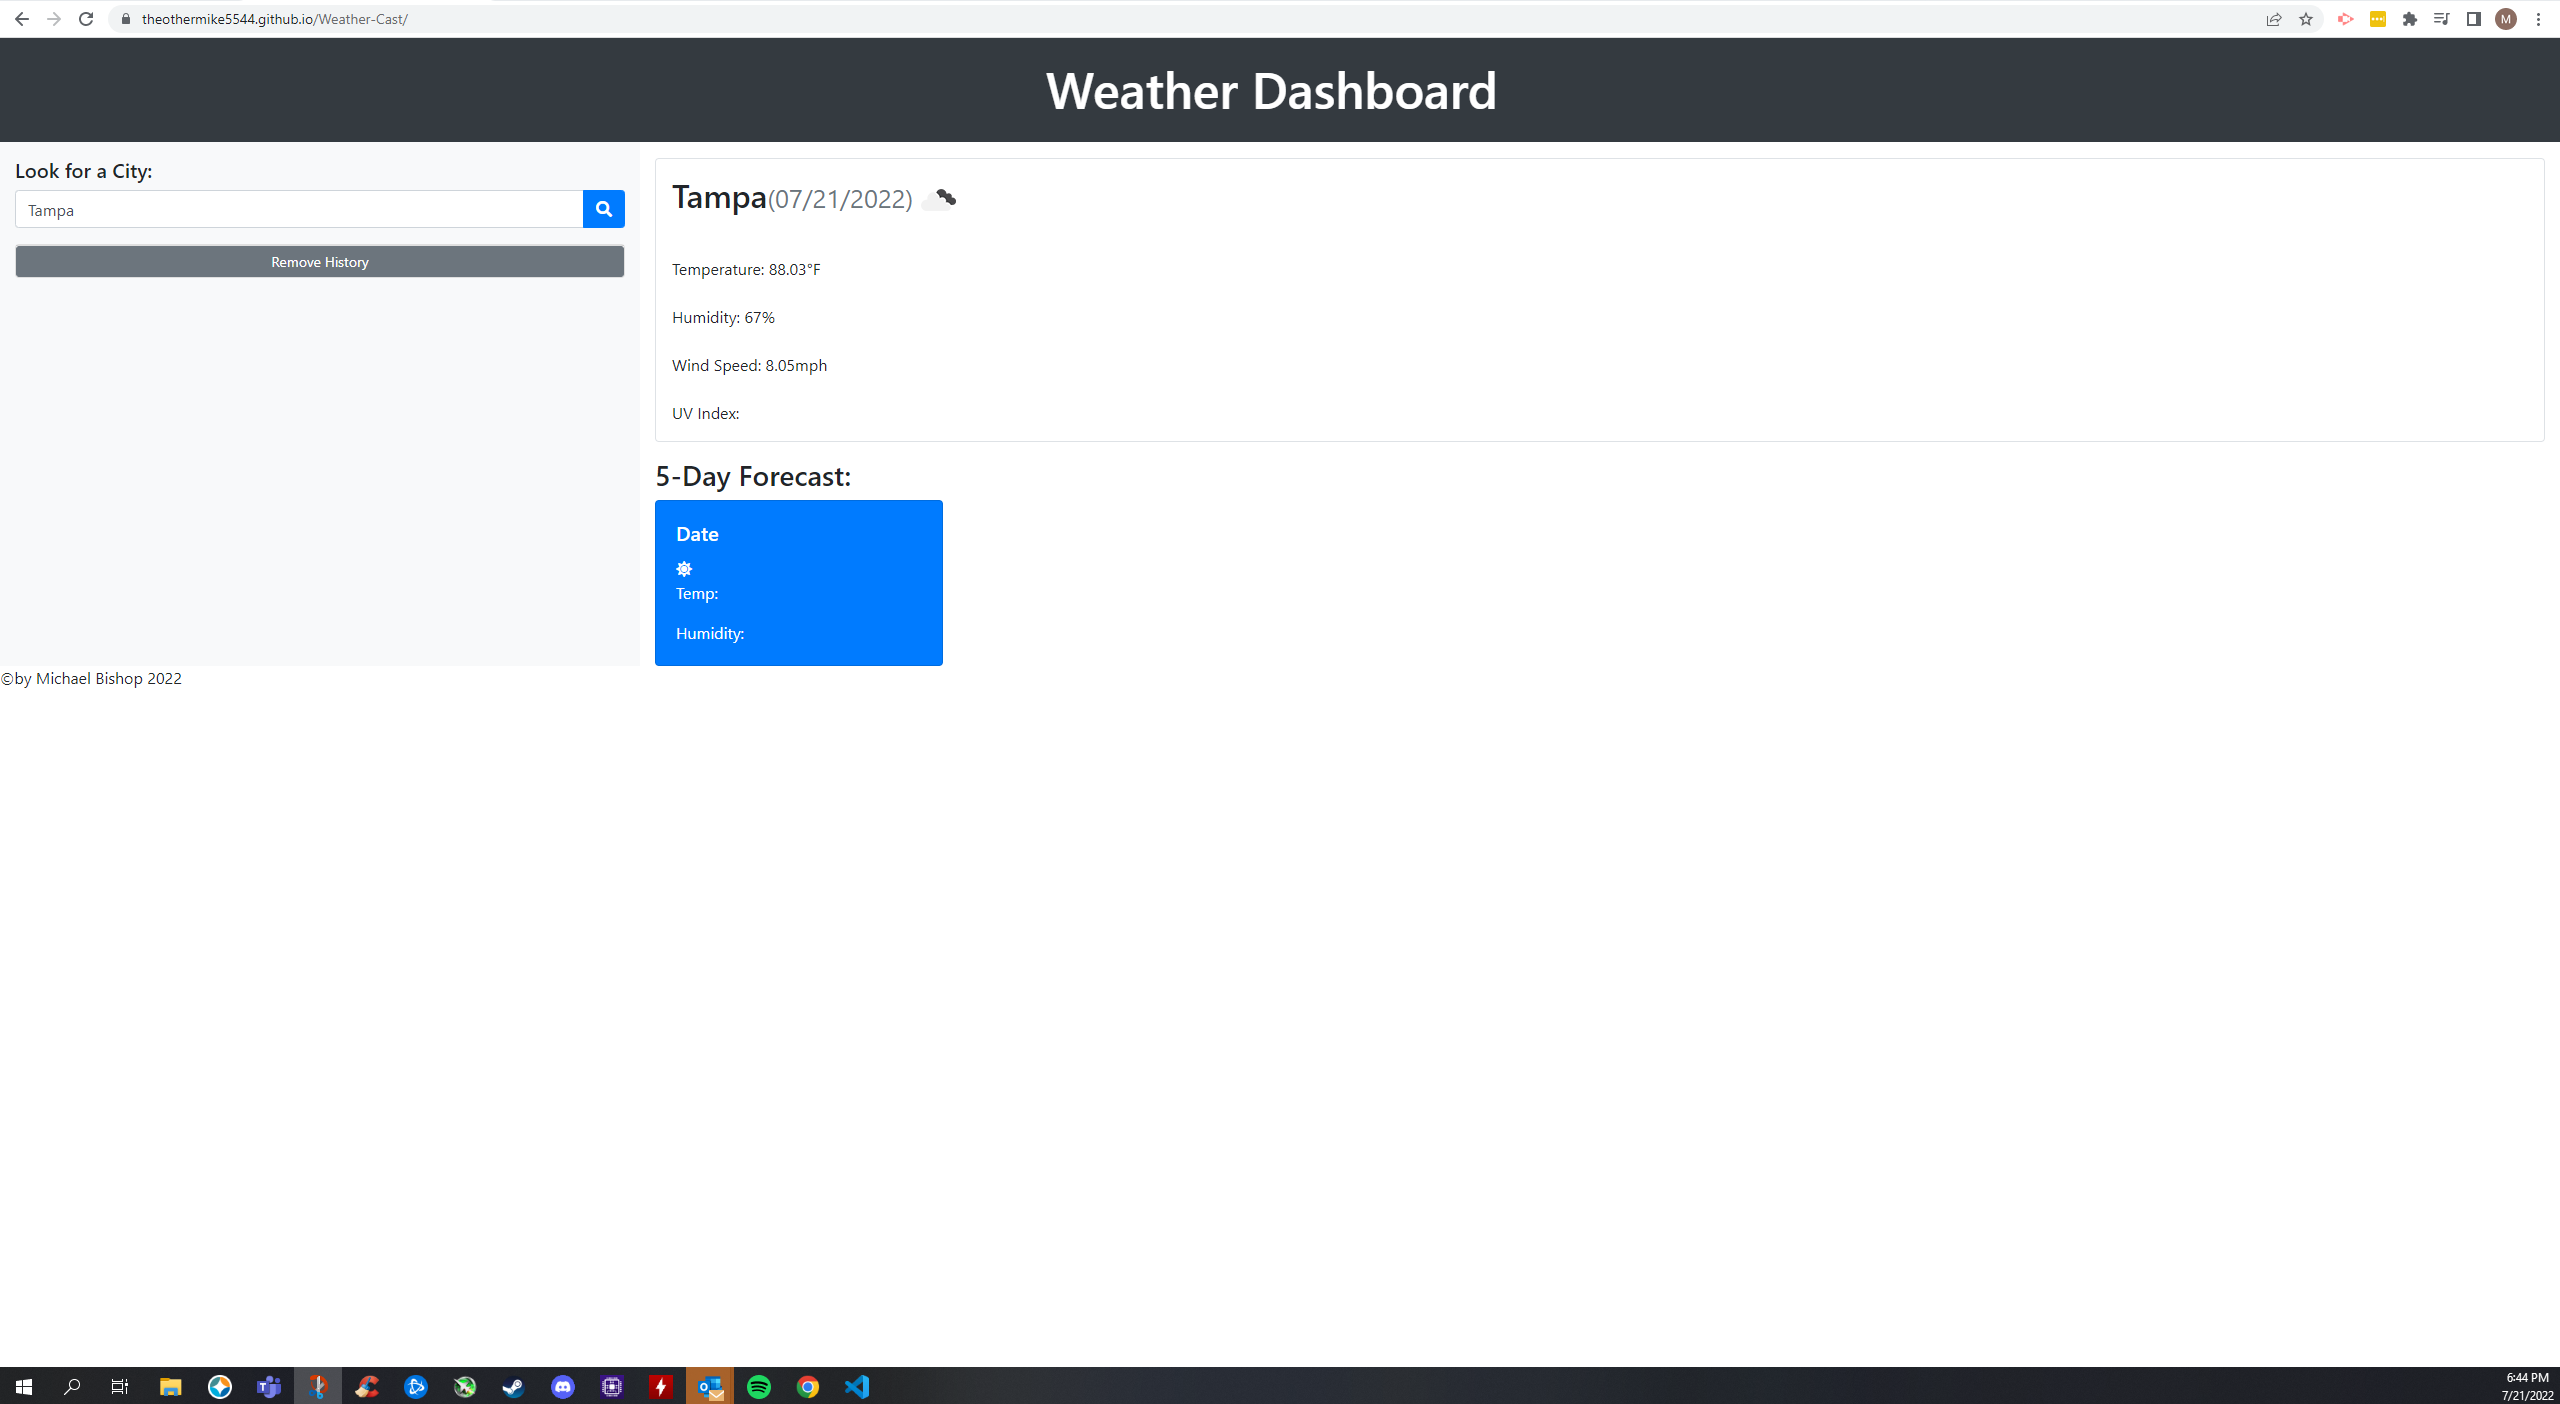 theothermike5544.github.io/Weather-Cast/
M
Weather Dashboard
Look for a City:
Tampa
Remove History
Tampa(07/21/2022)
Temperature: 88.03°F
Humidity: 67%
Wind Speed: 8.05mph
UV Index:
5-Day Forecast:
Date
Temp:
Humidity:
©by Michael Bishop 2022
6:44 PM
7/21/2022